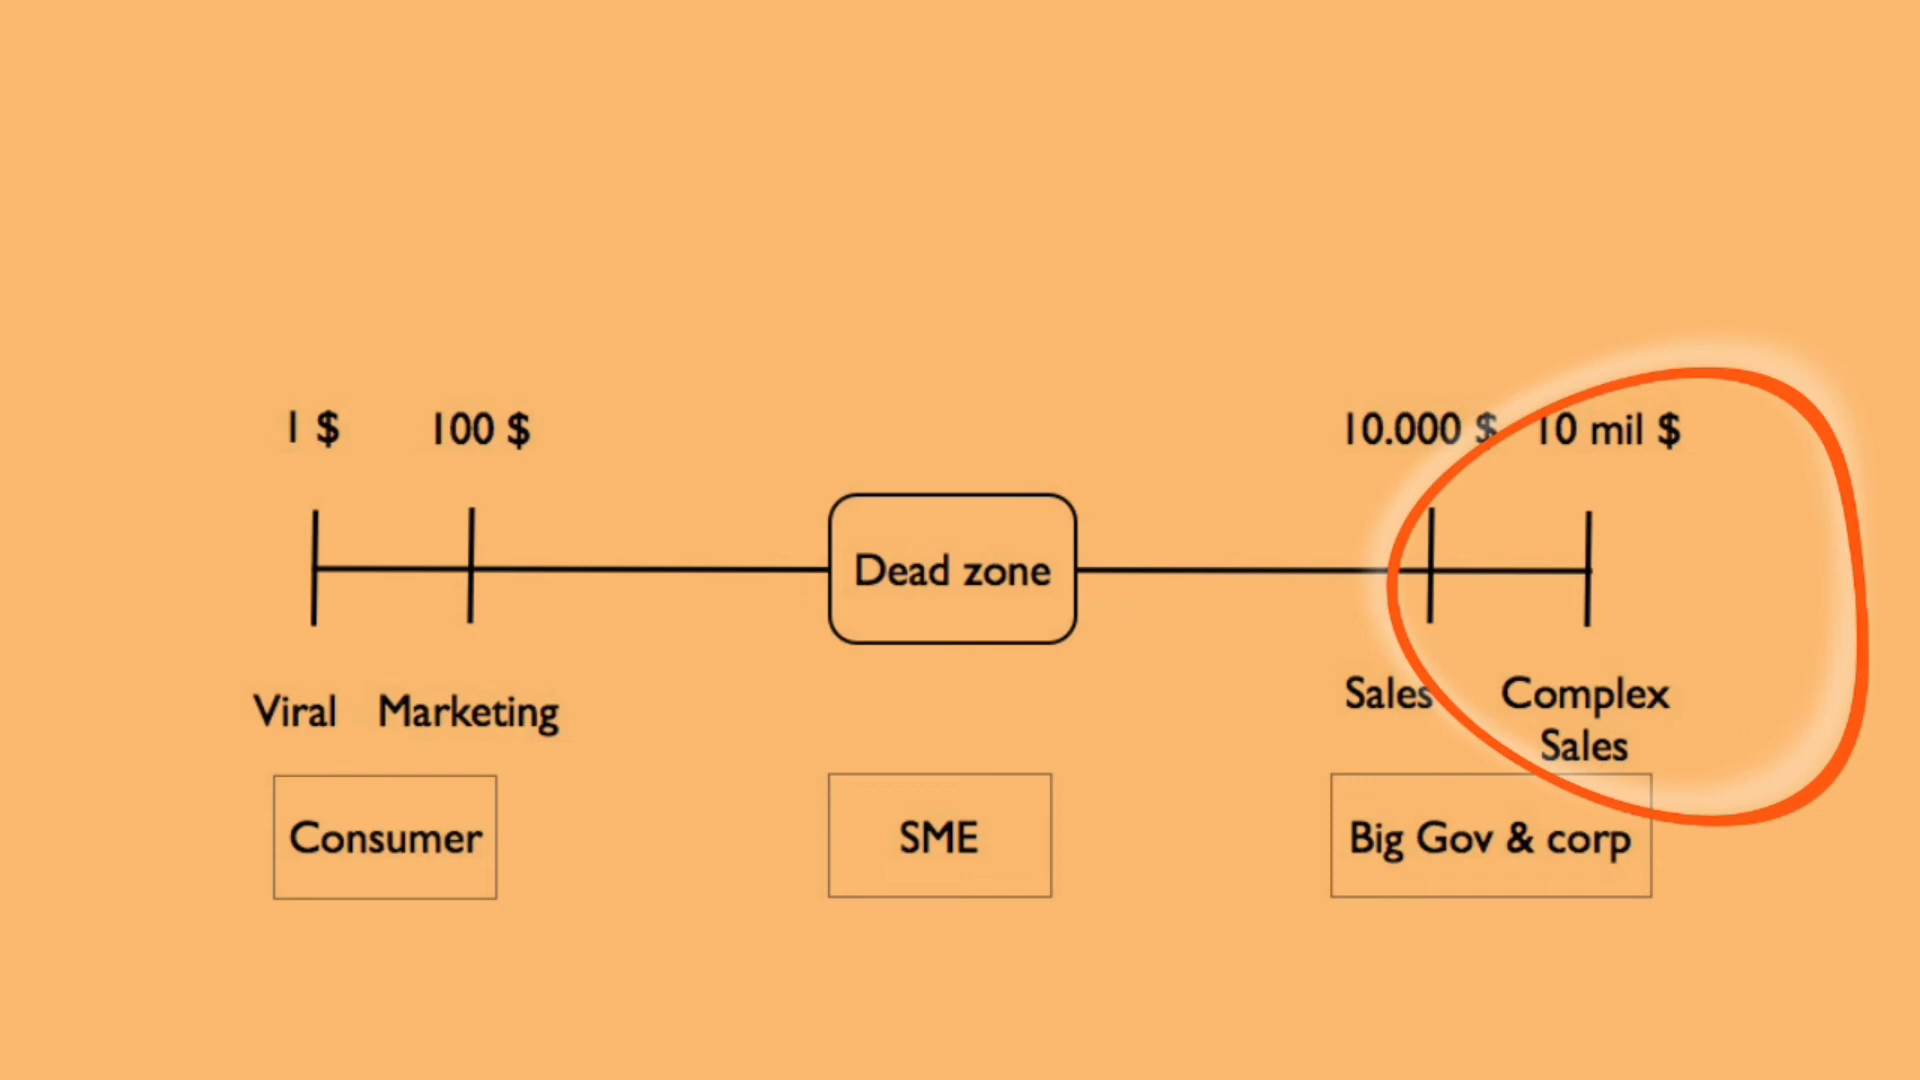 1 $
100 $
10.000 $
10 mil $
Dead zone
Viral
Marketing
Sales
Complex
Sales
Consumer
SME
Big Gov & corp